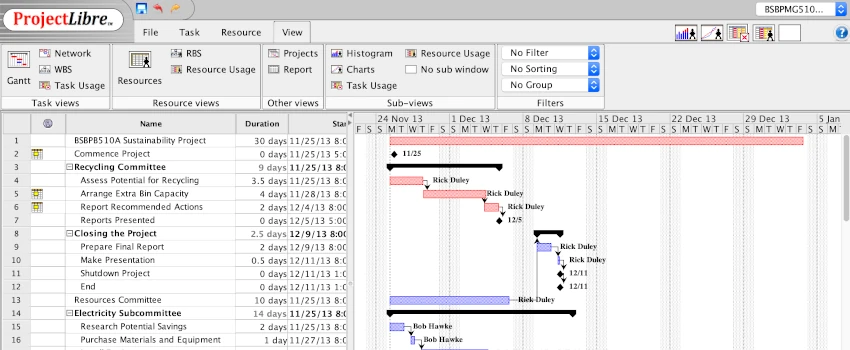 ProjectLibre™
BSBPMG510...
File Task Resource View
Gantt
Network
WBS
Task Usage
Task views
Resources
RBS
Resource Usage
Resource views
Projects
Report
Other views
Histogram
Charts
Task Usage
Resource Usage
No sub window
Sub-views
No Filter
No Sorting
No Group
Filters
Name Duration Star
24 Nov 13 1 Dec 13 8 Dec 13 15 Dec 13 22 Dec 13 29 Dec 13 5 Jan
F S S M T W T F S S M T W T F S S M T W T F S S M T W T F S S M T W T F S S M T W T F S S M T
1 BSBPB510A Sustainability Project 30 days 11/25/13 8:0
2 Commence Project 0 days 11/25/13 5:0 11/25
3 Recycling Committee 9 days 11/25/13 8:0
4 Assess Potential for Recycling 3.5 days 11/25/13 8:0 Rick Duley
5 Arrange Extra Bin Capacity 4 days 11/28/13 8:0 Rick Duley
6 Report Recommended Actions 2 days 12/4/13 8:00 Rick Duley
7 Reports Presented 0 days 12/5/13 5:00 12/5
8 Closing the Project 2.5 days 12/9/13 8:00
9 Prepare Final Report 2 days 12/9/13 8:00 Rick Duley
10 Make Presentation 0.5 days 12/11/13 8:0 Rick Duley
11 Shutdown Project 0 days 12/11/13 1:0 12/11
12 End 0 days 12/11/13 1:0 12/11
13 Resources Committee 10 days 11/25/13 8:0 Rick Duley
14 Electricity Subcommittee 14 days 11/25/13 8:0
15 Research Potential Savings 2 days 11/25/13 8:0 Bob Hawke
16 Purchase Materials and Equipment 1 day 11/27/13 8:0 Bob Hawke